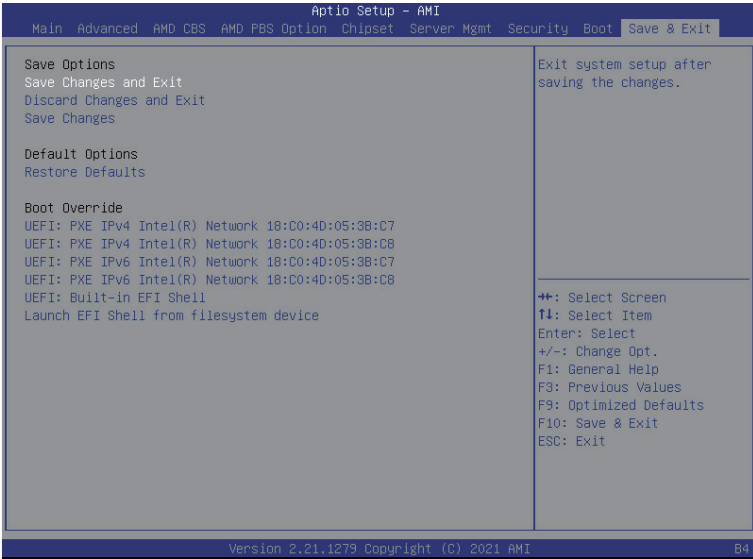 Aptio Setup – AMI
Main Advanced AMD CBS AMD PBS Option Chipset Server Mgmt Security Boot Save & Exit
Save Options
Save Changes and Exit
Discard Changes and Exit
Save Changes
Default Options
Restore Defaults
Boot Override
UEFI: PXE IPv4 Intel(R) Network 18:C0:4D:05:3B:C7
UEFI: PXE IPv4 Intel(R) Network 18:C0:4D:05:3B:C8
UEFI: PXE IPv6 Intel(R) Network 18:C0:4D:05:3B:C7
UEFI: PXE IPv6 Intel(R) Network 18:C0:4D:05:3B:C8
UEFI: Built-in EFI Shell
Launch EFI Shell from filesystem device
Exit system setup after
saving the changes.
→←: Select Screen
↑↓: Select Item
Enter: Select
+/-: Change Opt.
F1: General Help
F3: Previous Values
F9: Optimized Defaults
F10: Save & Exit
ESC: Exit
Version 2.21.1279 Copyright (C) 2021 AMI
B4